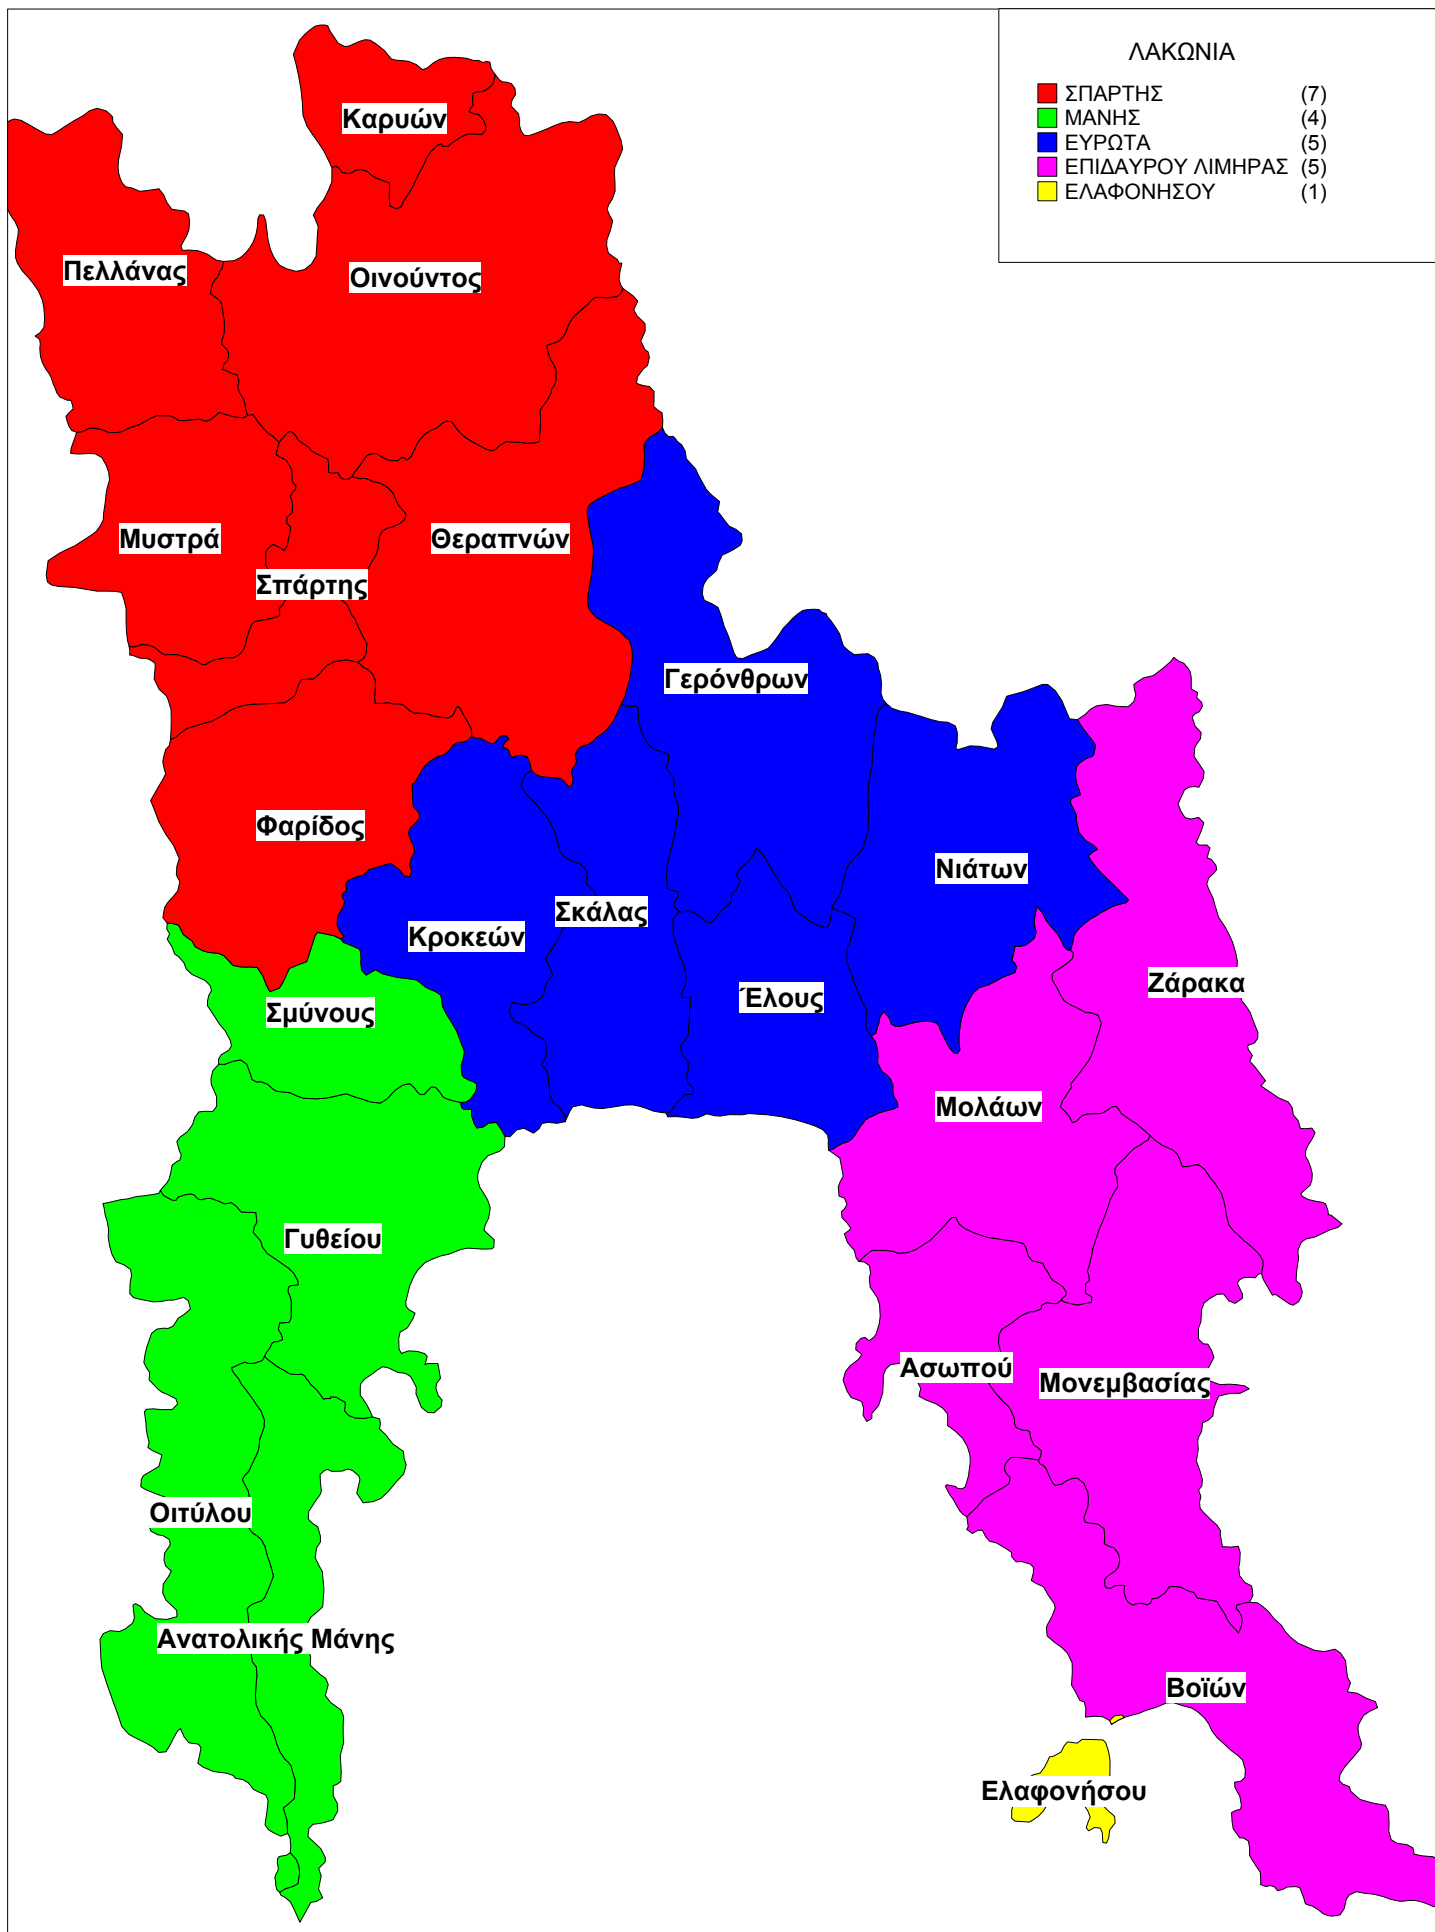 ΛΑΚΩΝΙΑ
ΣΠΑΡΤΗΣ (7)
ΜΑΝΗΣ (4)
ΕΥΡΩΤΑ (5)
ΕΠΙΔΑΥΡΟΥ ΛΙΜΗΡΑΣ (5)
ΕΛΑΦΟΝΗΣΟΥ (1)
Καρυών
Πελλάνας
Οινούντος
Μυστρά
Θεραπνών
Σπάρτης
Γερόνθρων
Φαρίδος
Νιάτων
Σκάλας
Κροκεών
Ζάρακα
Έλους
Σμύνους
Μολάων
Γυθείου
Ασωπού
Μονεμβασίας
Οιτύλου
Ανατολικής Μάνης
Βοϊών
Ελαφονήσου